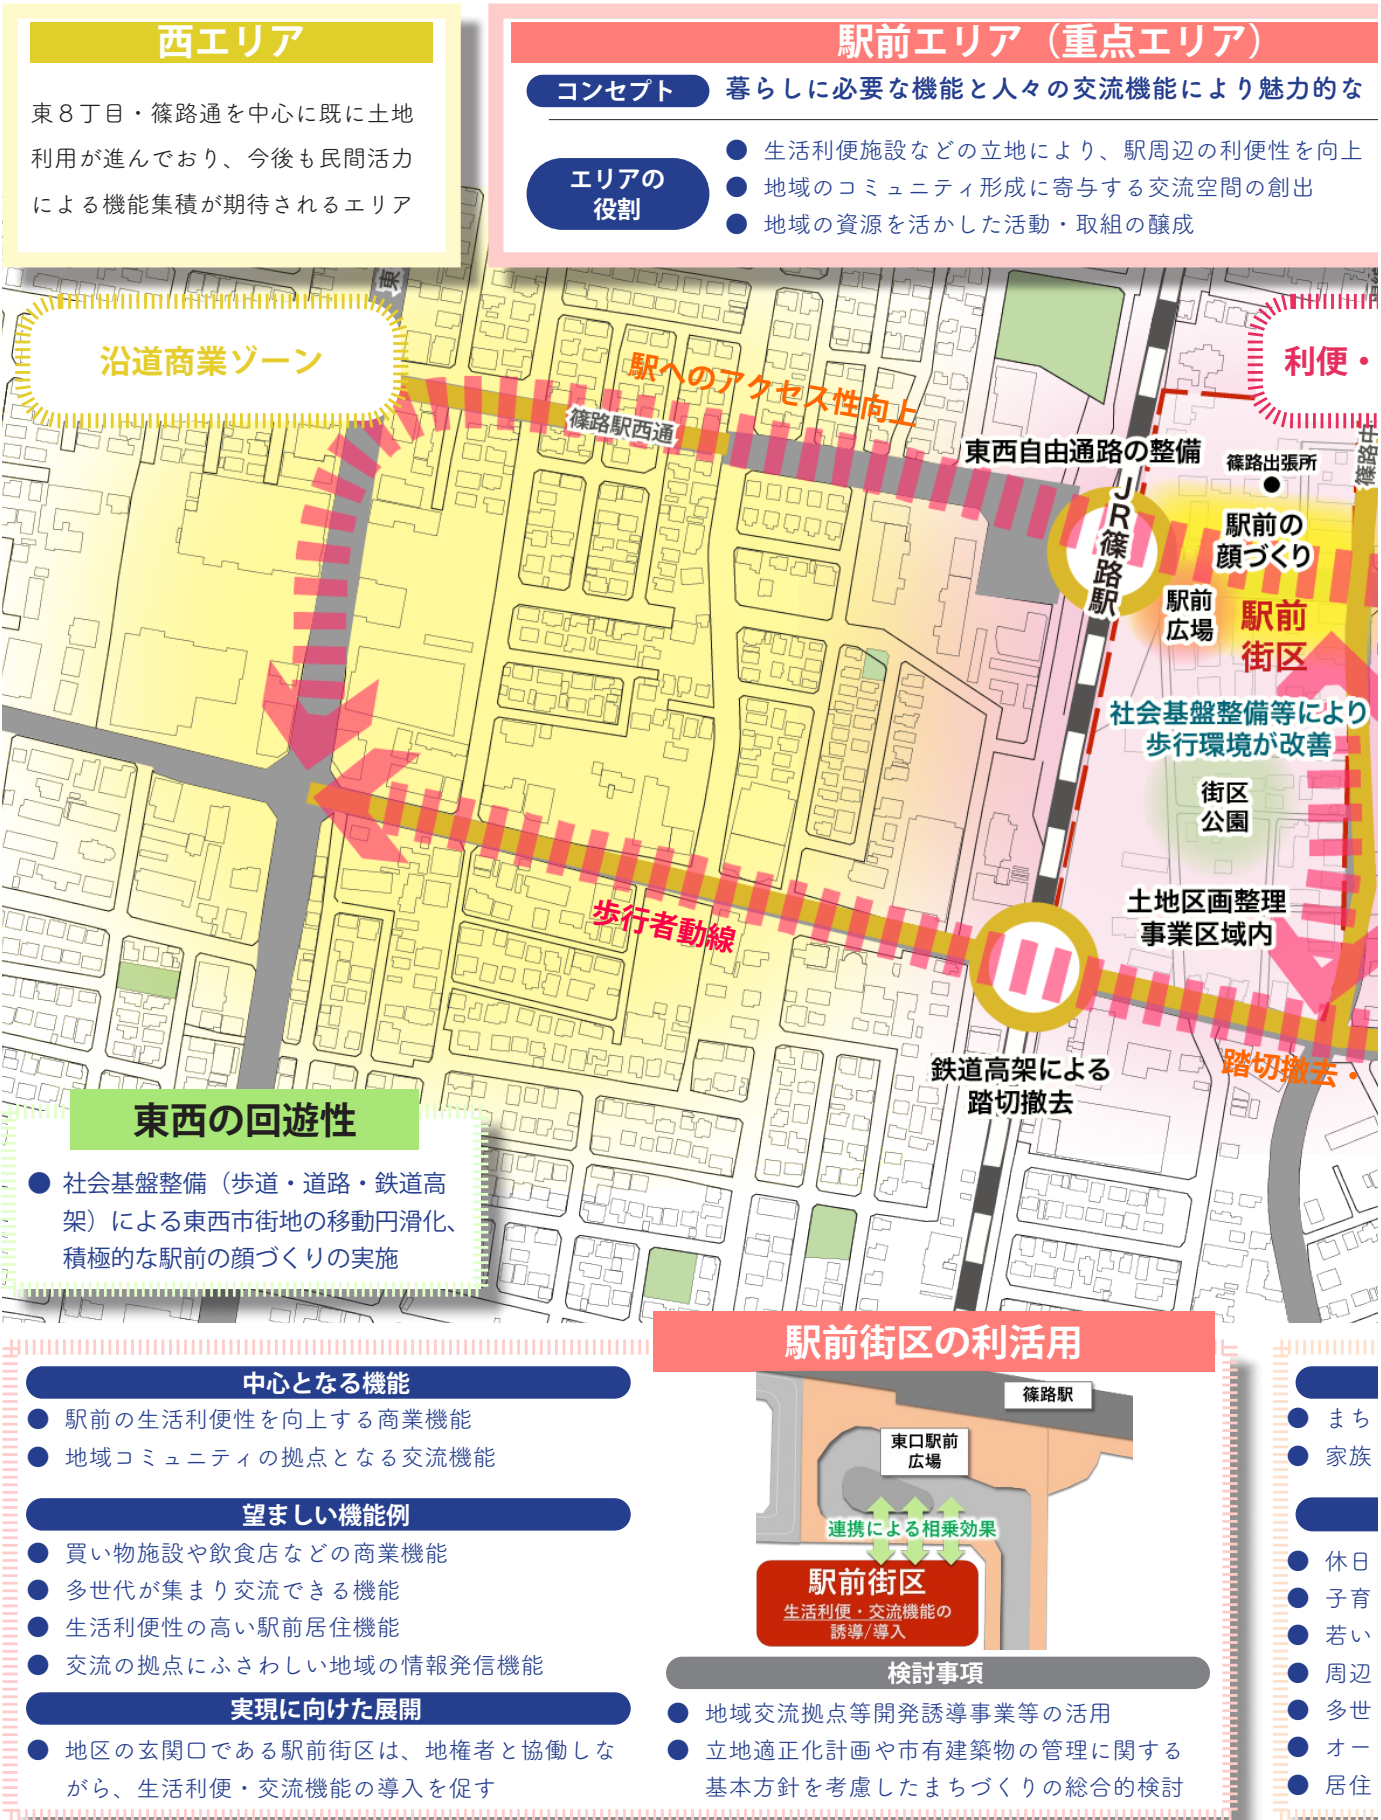 西エリア
東８丁目・篠路通を中心に既に土地
利用が進んでおり、今後も民間活力
による機能集積が期待されるエリア
駅前エリア（重点エリア）
コンセプト
暮らしに必要な機能と人々の交流機能により魅力的な
エリアの
役割
● 生活利便施設などの立地により、駅周辺の利便性を向上
● 地域のコミュニティ形成に寄与する交流空間の創出
● 地域の資源を活かした活動・取組の醸成
東
沿道商業ゾーン
利便・
駅へのアクセス性向上
篠路駅西通
東西自由通路の整備
篠路出張所
篠路中
JR篠路駅
駅前の
顔づくり
駅前
広場
駅前
街区
社会基盤整備等により
歩行環境が改善
街区
公園
土地区画整理
事業区域内
歩行者動線
鉄道高架による
踏切撤去
踏切撤去・
東西の回遊性
● 社会基盤整備（歩道・道路・鉄道高
架）による東西市街地の移動円滑化、
積極的な駅前の顔づくりの実施
駅前街区の利活用
中心となる機能
● 駅前の生活利便性を向上する商業機能
● 地域コミュニティの拠点となる交流機能
望ましい機能例
● 買い物施設や飲食店などの商業機能
● 多世代が集まり交流できる機能
● 生活利便性の高い駅前居住機能
● 交流の拠点にふさわしい地域の情報発信機能
実現に向けた展開
● 地区の玄関口である駅前街区は、地権者と協働しな
がら、生活利便・交流機能の導入を促す
篠路駅
東口駅前
広場
連携による相乗効果
駅前街区
生活利便・交流機能の
誘導/導入
検討事項
● 地域交流拠点等開発誘導事業等の活用
● 立地適正化計画や市有建築物の管理に関する
基本方針を考慮したまちづくりの総合的検討
● まち
● 家族
● 休日
● 子育
● 若い
● 周辺
● 多世
● オー
● 居住